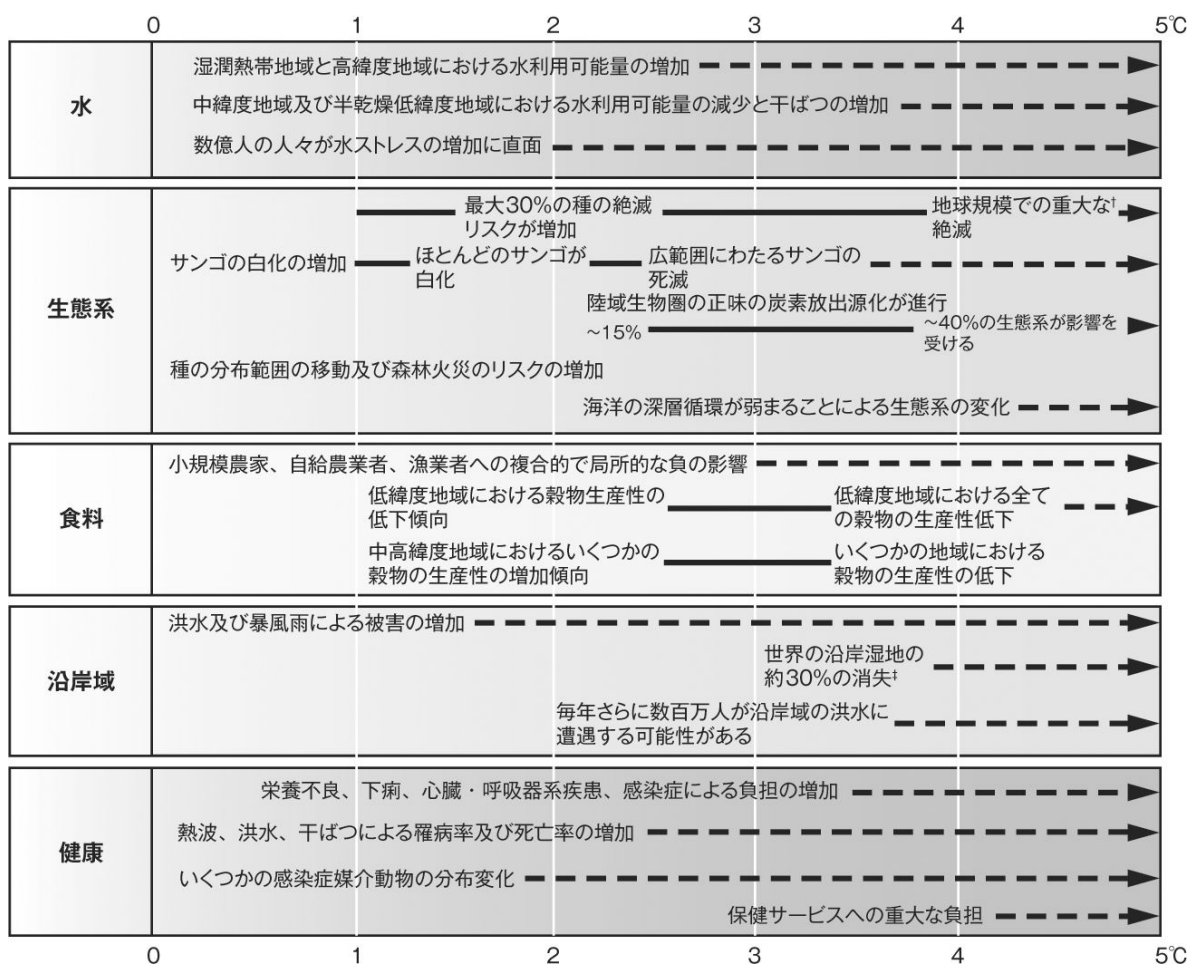 0 1 2 3 4 5℃
水
湿潤熱帯地域と高緯度地域における水利用可能量の増加
中緯度地域及び半乾燥低緯度地域における水利用可能量の減少と干ばつの増加
数億人の人々が水ストレスの増加に直面
生態系
最大30%の種の絶滅
リスクが増加
地球規模での重大な†
絶滅
サンゴの白化の増加
ほとんどのサンゴが
白化
広範囲にわたるサンゴの
死滅
陸域生物圏の正味の炭素放出源化が進行
~15%
~40%の生態系が影響を
受ける
種の分布範囲の移動及び森林火災のリスクの増加
海洋の深層循環が弱まることによる生態系の変化
食料
小規模農家、自給農業者、漁業者への複合的で局所的な負の影響
低緯度地域における穀物生産性の
低下傾向
低緯度地域における全て
の穀物の生産性低下
中高緯度地域におけるいくつかの
穀物の生産性の増加傾向
いくつかの地域における
穀物の生産性の低下
沿岸域
洪水及び暴風雨による被害の増加
世界の沿岸湿地の
約30%の消失‡
毎年さらに数百万人が沿岸域の洪水に
遭遇する可能性がある
健康
栄養不良、下痢、心臓・呼吸器系疾患、感染症による負担の増加
熱波、洪水、干ばつによる罹病率及び死亡率の増加
いくつかの感染症媒介動物の分布変化
保健サービスへの重大な負担
0 1 2 3 4 5℃